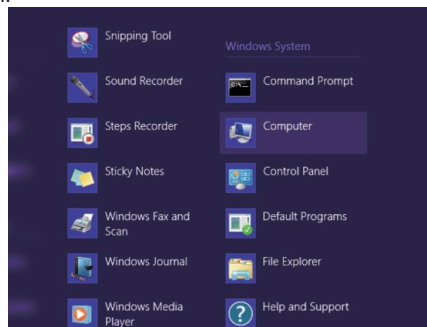 Snipping Tool
Sound Recorder
Steps Recorder
Sticky Notes
Windows Fax and
Scan
Windows Journal
Windows Media
Player
Windows System
Command Prompt
Computer
Control Panel
Default Programs
File Explorer
Help and Support